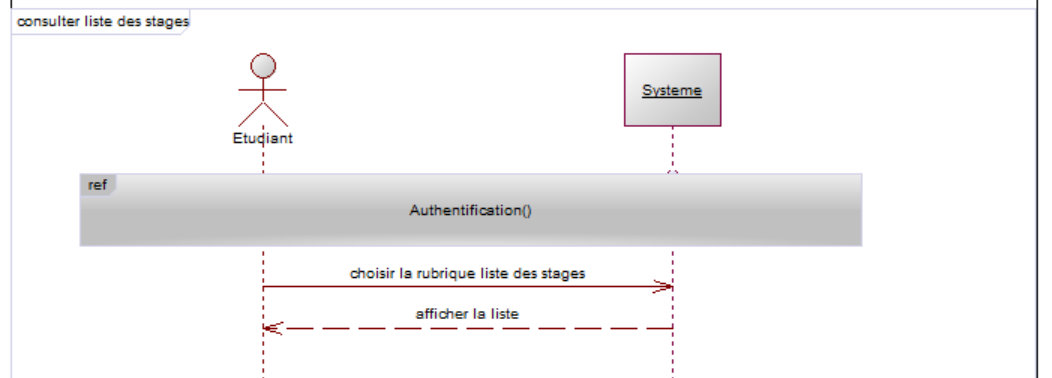 consulter liste des stages
Systeme
Etudiant
ref
Authentification()
choisir la rubrique liste des stages
afficher la liste